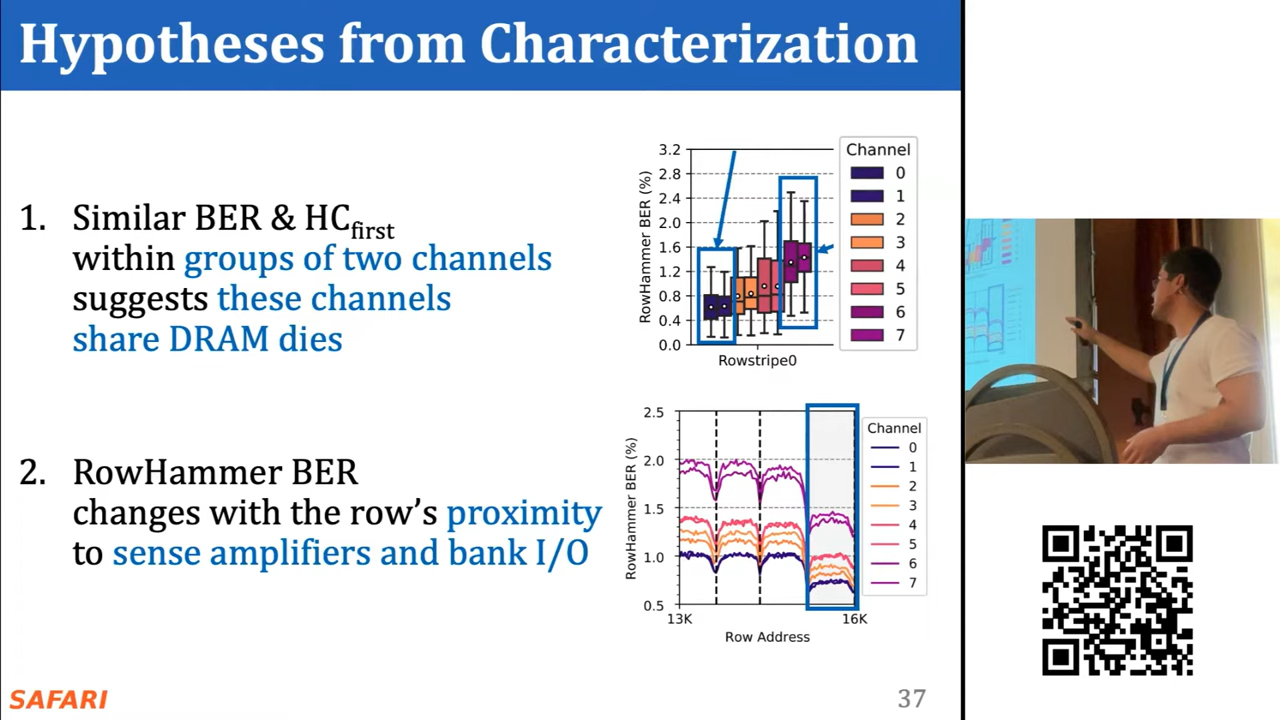 Hypotheses from Characterization
1. Similar BER & HCfirst
within groups of two channels
suggests these channels
share DRAM dies
RowHammer BER (%)
3.2
2.8
2.4
2.0
1.6
1.2
0.8
0.4
0.0
Rowstripe0
Channel
0
1
2
3
4
5
6
7
2. RowHammer BER
changes with the row’s proximity
to sense amplifiers and bank I/O
RowHammer BER (%)
2.5
2.0
1.5
1.0
0.5
13K
16K
Row Address
Channel
0
1
2
3
4
5
6
7
SAFARI
37